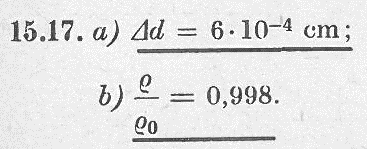 15.17. a) Δd = 6·10⁻⁴ cm;
b) ϱ/ϱ₀ = 0,998.